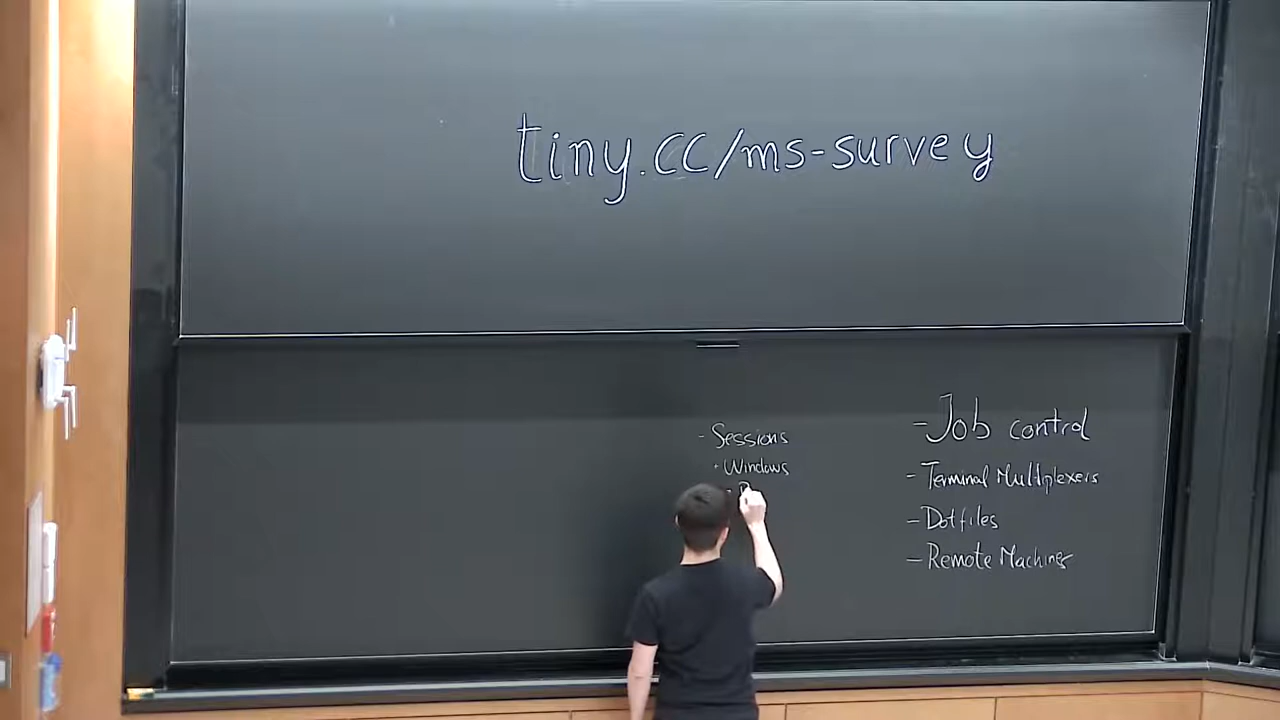 tiny.cc/ms-survey
- Sessions
• Windows
- Job control
- Terminal Multiplexers
- Dotfiles
- Remote Machines